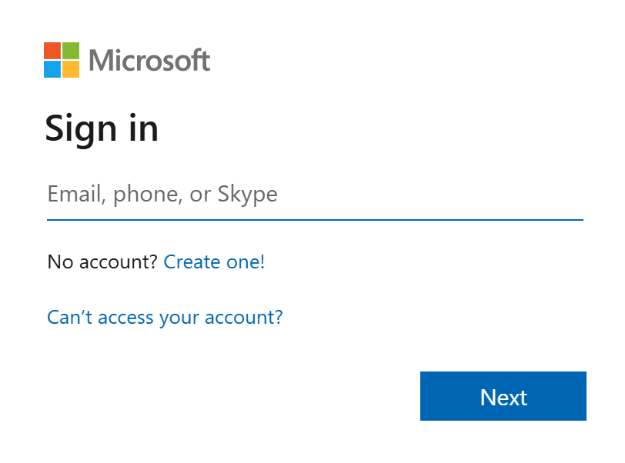 Microsoft
Sign in
Email, phone, or Skype
No account? Create one!
Can’t access your account?
Next